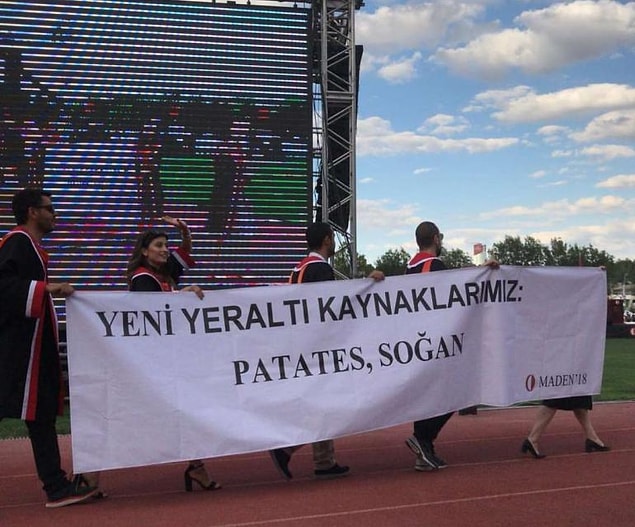 YENİ YERALTI KAYNAKLARIMIZ:
PATATES, SOĞAN
MADEN'18